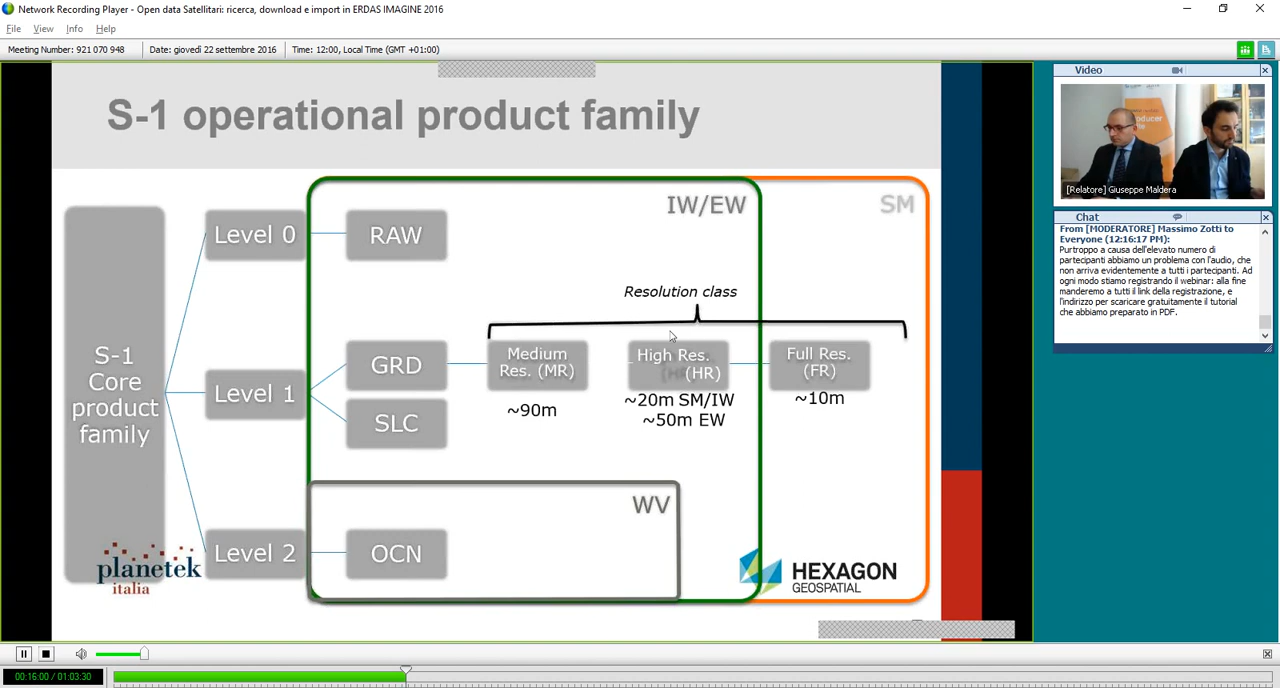 Network Recording Player - Open data Satellitari: ricerca, download e import in ERDAS IMAGINE 2016
File View Info Help
Meeting Number: 921 070 948 Date: giovedì 22 settembre 2016 Time: 12:00, Local Time (GMT +01:00)
S-1 operational product family
IW/EW
SM
S-1
Core
product
family
Level 0
RAW
Resolution class
Level 1
GRD
SLC
Medium
Res. (MR)
~90m
High Res.
(HR)
~20m SM/IW
~50m EW
Full Res.
(FR)
~10m
WV
Level 2
OCN
planetek
italia
HEXAGON
GEOSPATIAL
Video
[Relatore] Giuseppe Maldera
Chat
From [MODERATORE] Massimo Zotti to
Everyone (12:16:17 PM):
Purtroppo a causa dell'elevato numero di
partecipanti abbiamo un problema con l'audio, che
non arriva evidentemente a tutti i partecipanti. Ad
ogni modo stiamo registrando il webinar: alla fine
manderemo a tutti il link della registrazione, e
l'indirizzo per scaricare gratuitamente il tutorial
che abbiamo preparato in PDF.
00:16:00 / 01:03:30